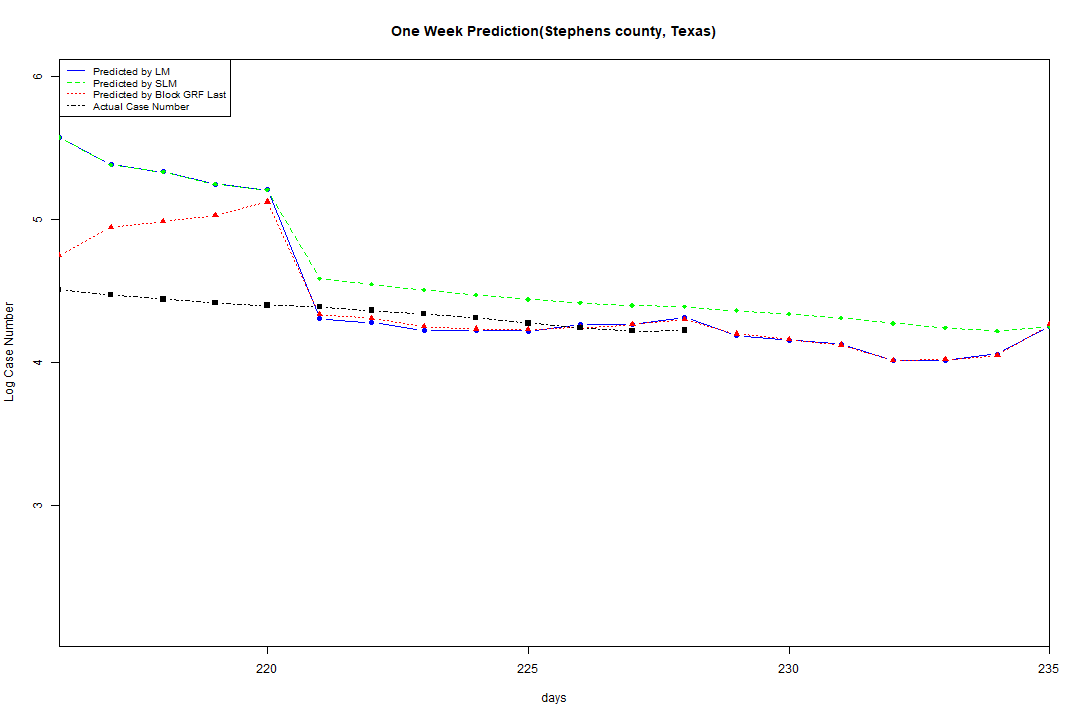 One Week Prediction(Stephens county, Texas)
Predicted by LM
Predicted by SLM
Predicted by Block GRF Last
Actual Case Number
6
5
4
3
Log Case Number
220 225 230 235
days